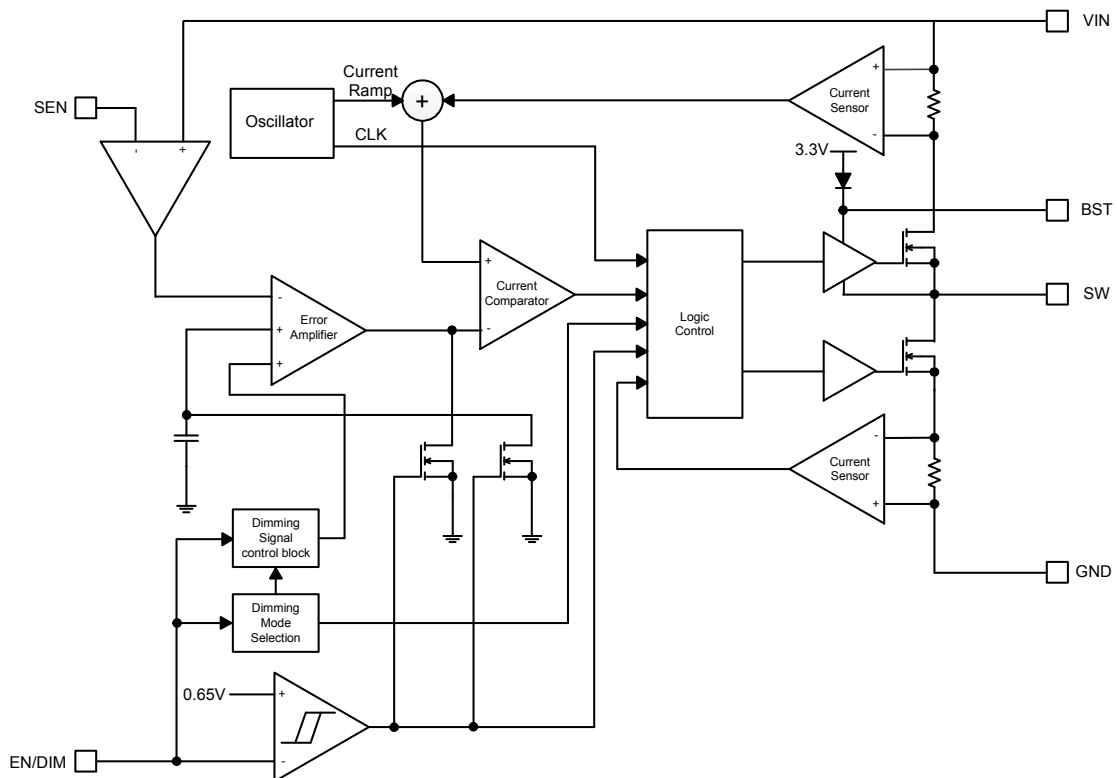 VIN
SEN
Current
Ramp
+
Oscillator
CLK
+
Current
Sensor
-
- +
3.3V
BST
SW
+
Current
Comparator
-
Logic
Control
-
Error
Amplifier
+
+
-
Current
Sensor
+
Dimming
Signal
control block
Dimming
Mode
Selection
GND
0.65V
+
-
EN/DIM